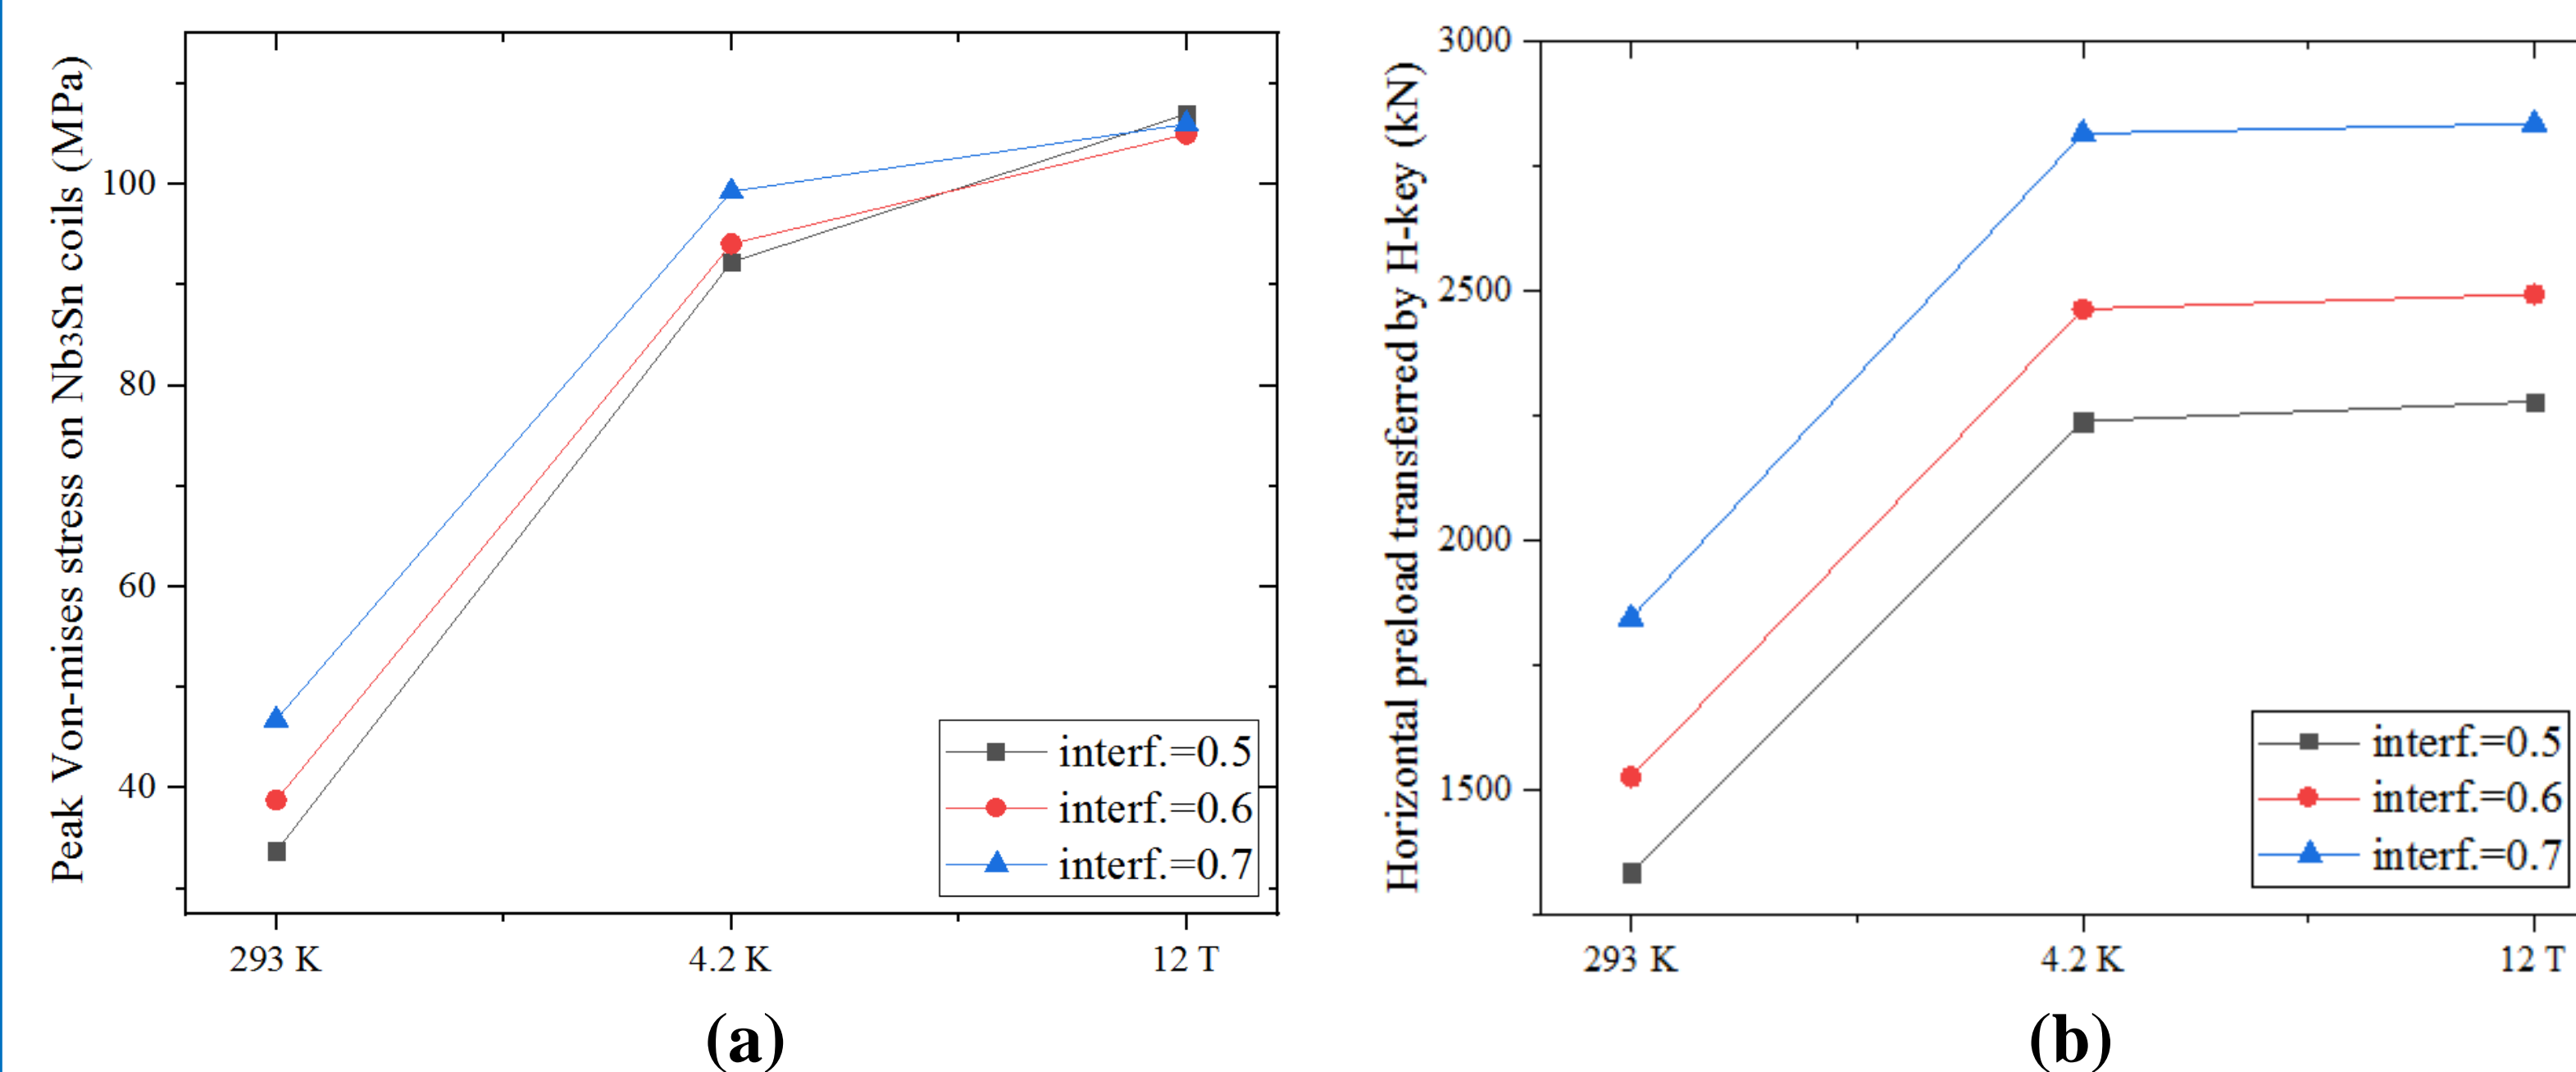 Peak Von-mises stress on Nb3Sn coils (MPa)
100
80
60
40
293 K
4.2 K
12 T
interf.=0.5
interf.=0.6
interf.=0.7
(a)
Horizontal preload transferred by H-key (kN)
3000
2500
2000
1500
293 K
4.2 K
12 T
interf.=0.5
interf.=0.6
interf.=0.7
(b)